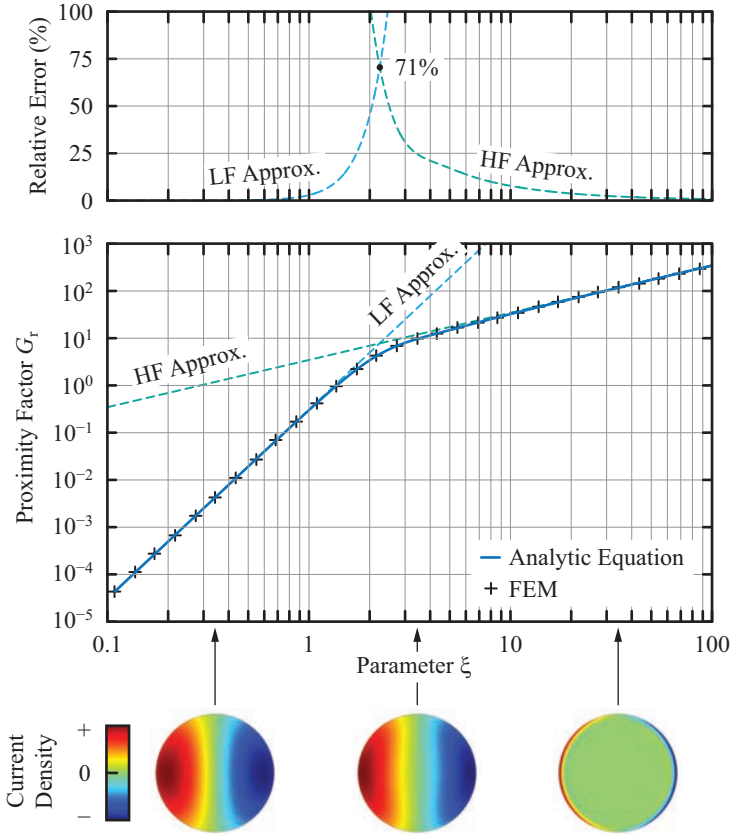 100
75
50
25
0
Relative Error (%)
71%
LF Approx.
HF Approx.
10³
10²
10¹
10⁰
10⁻¹
10⁻²
10⁻³
10⁻⁴
10⁻⁵
Proximity Factor Gᵣ
LF Approx.
HF Approx.
Analytic Equation
FEM
0.1
1
10
100
Parameter ξ
Current
Density
+
0
−